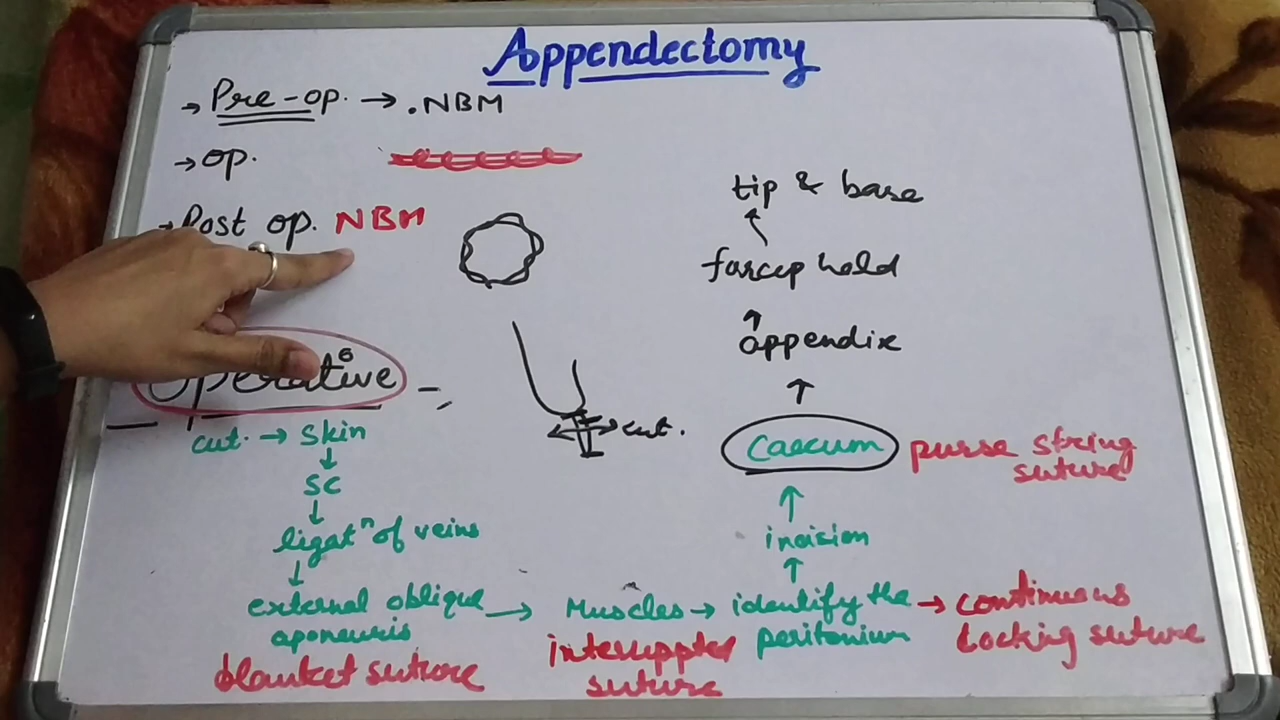 Appendectomy
→ Pre-op. → . NBM
→ op.
→ Post op. NBM
Operative
cut. → skin
↓
SC
↓
ligatⁿ of veins
↓
external oblique → Muscles → identify the → continuous
aponeuris interruppted peritonium locking suture
blanket suture suture
↑
incision
↑
caecum purse string
suture
↑
appendix
↑
forcep hold
↑
tip & base
cut.